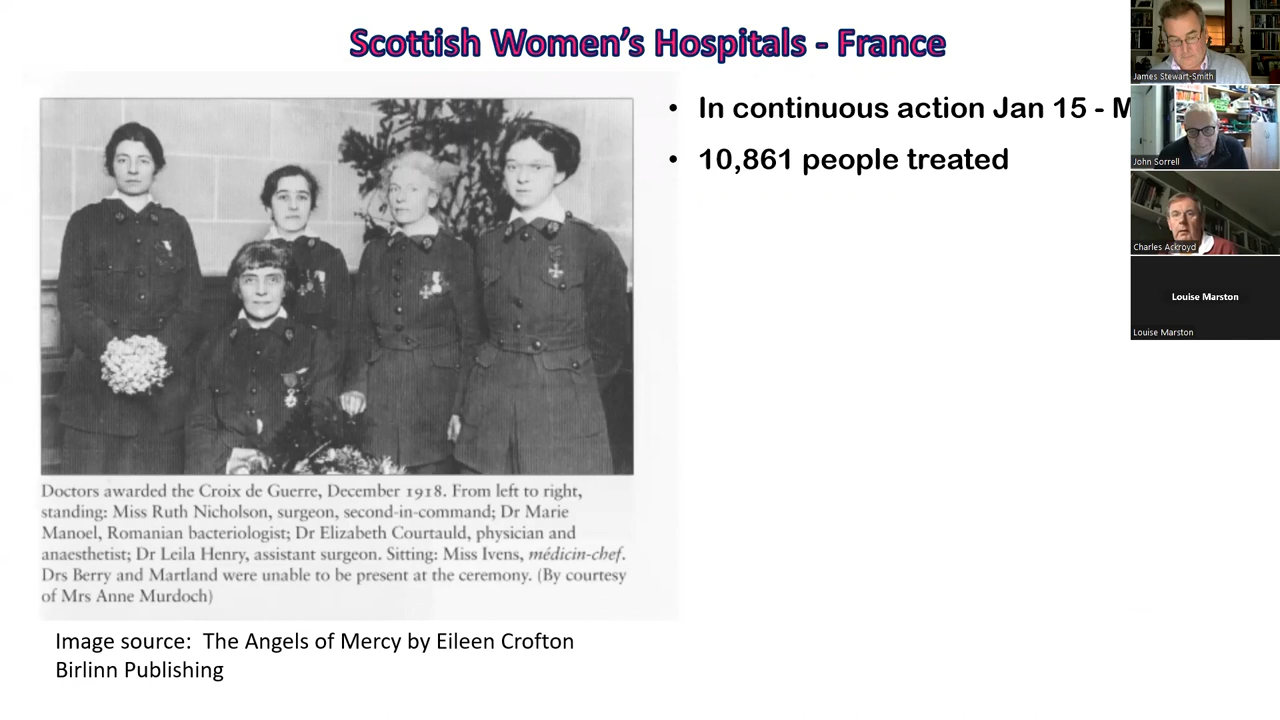 Scottish Women's Hospitals - France
• In continuous action Jan 15 - M
• 10,861 people treated
Doctors awarded the Croix de Guerre, December 1918. From left to right,
standing: Miss Ruth Nicholson, surgeon, second-in-command; Dr Marie
Manoel, Romanian bacteriologist; Dr Elizabeth Courtauld, physician and
anaesthetist; Dr Leila Henry, assistant surgeon. Sitting: Miss Ivens, médicin-chef.
Drs Berry and Martland were unable to be present at the ceremony. (By courtesy
of Mrs Anne Murdoch)
Image source:  The Angels of Mercy by Eileen Crofton
Birlinn Publishing
James Stewart-Smith
John Sorrell
Charles Ackroyd
Louise Marston
Louise Marston